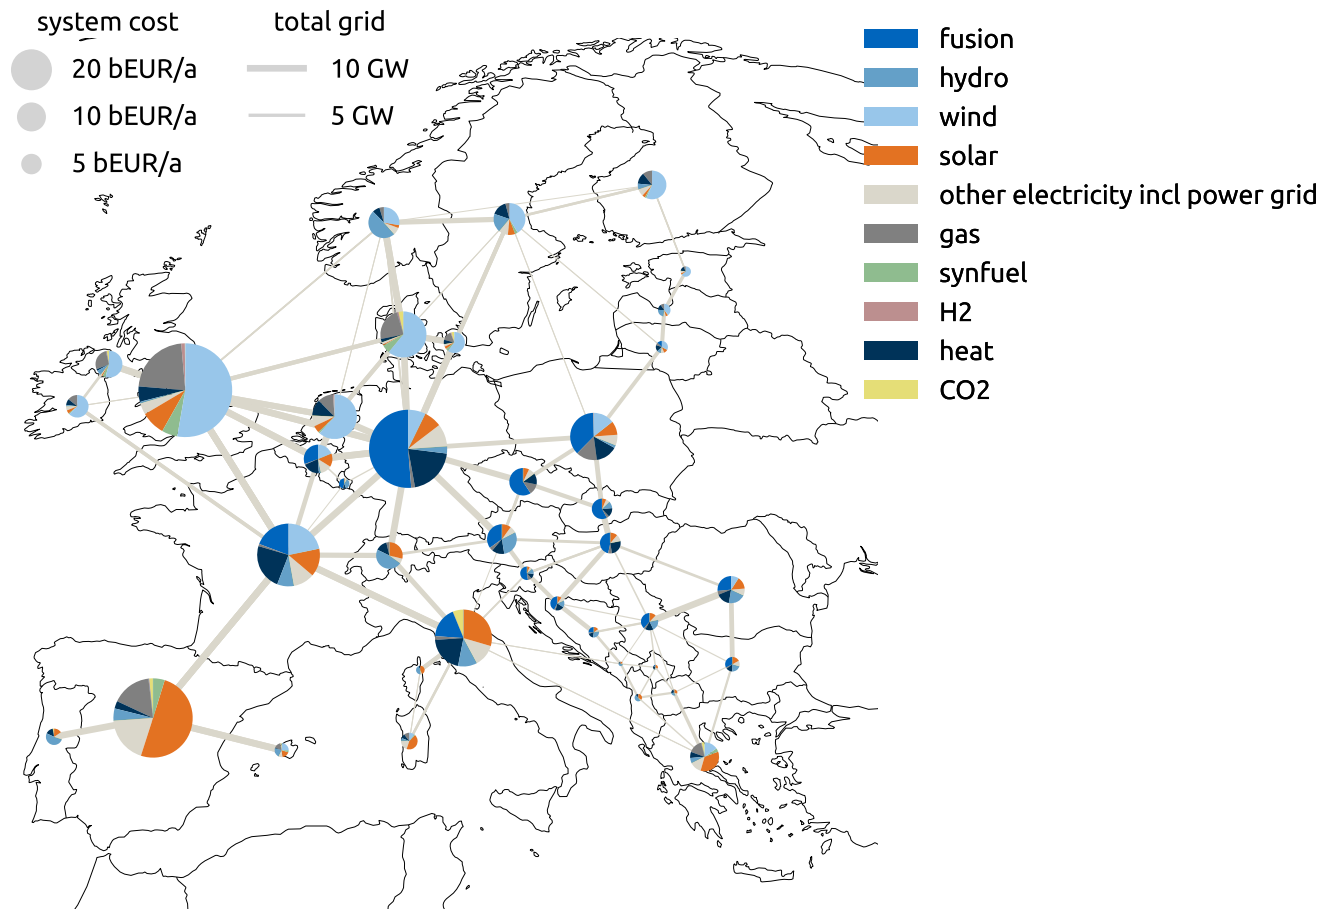 system cost
20 bEUR/a
10 bEUR/a
5 bEUR/a
total grid
10 GW
5 GW
fusion
hydro
wind
solar
other electricity incl power grid
gas
synfuel
H2
heat
CO2